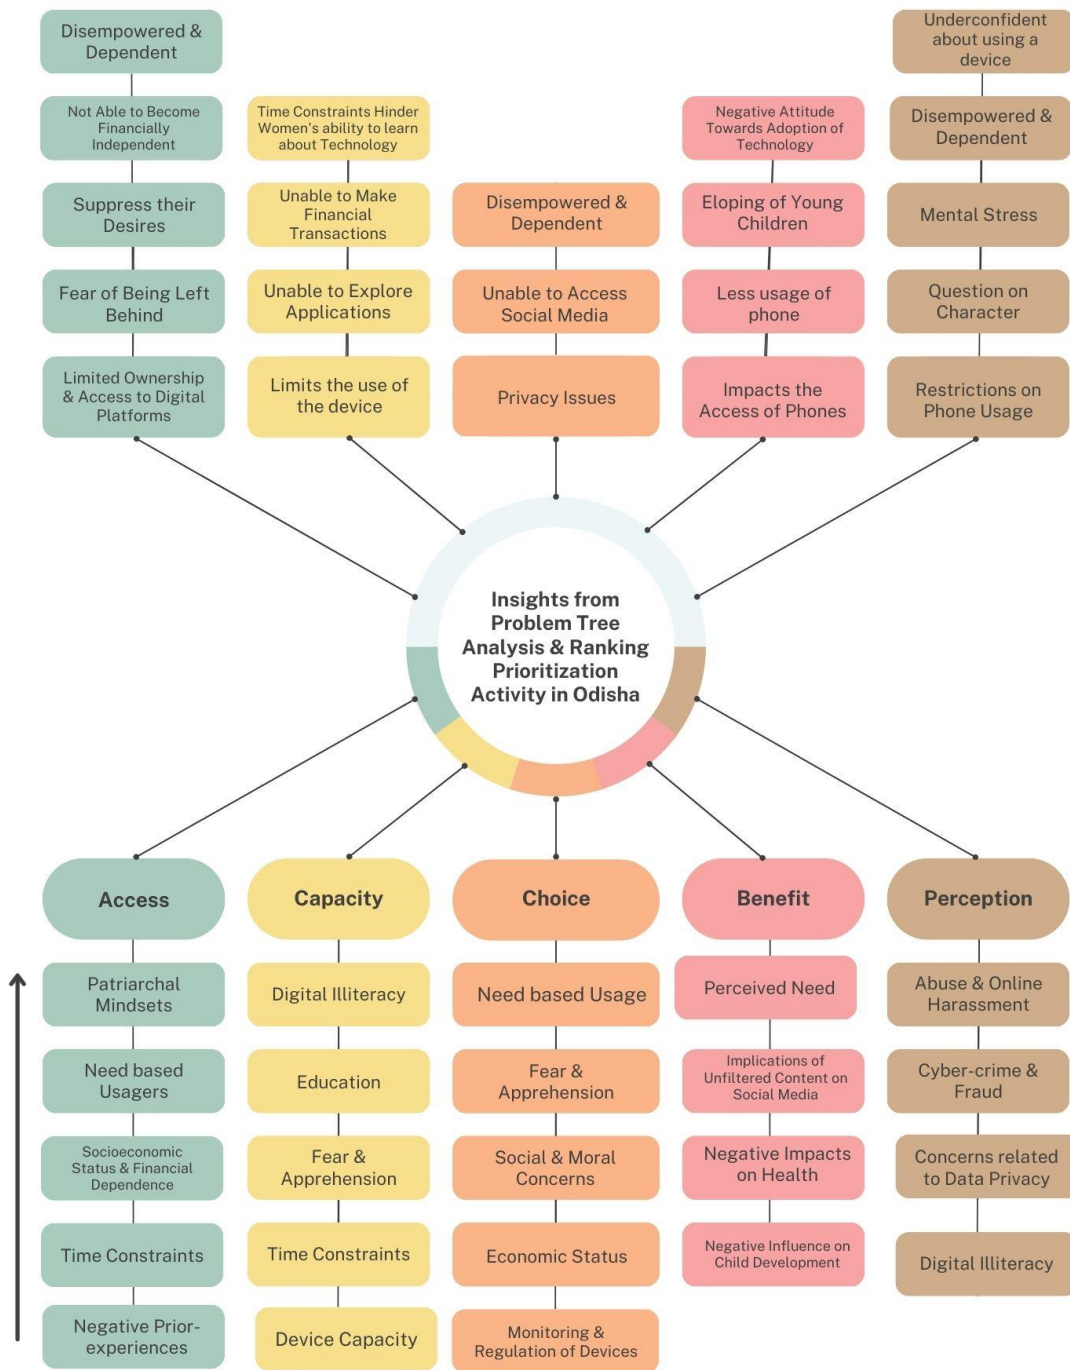 Disempowered &
Dependent
Not Able to Become
Financially
Independent
Suppress their
Desires
Fear of Being Left
Behind
Limited Ownership
& Access to Digital
Platforms
Time Constraints Hinder
Women's ability to learn
about Technology
Unable to Make
Financial
Transactions
Unable to Explore
Applications
Limits the use of
the device
Disempowered &
Dependent
Unable to Access
Social Media
Privacy Issues
Negative Attitude
Towards Adoption of
Technology
Eloping of Young
Children
Less usage of
phone
Impacts the
Access of Phones
Underconfident
about using a
device
Disempowered &
Dependent
Mental Stress
Question on
Character
Restrictions on
Phone Usage
Insights from
Problem Tree
Analysis & Ranking
Prioritization
Activity in Odisha
Access
Patriarchal
Mindsets
Need based
Usagers
Socioeconomic
Status & Financial
Dependence
Time Constraints
Negative Prior-
experiences
Capacity
Digital Illiteracy
Education
Fear &
Apprehension
Time Constraints
Device Capacity
Choice
Need based Usage
Fear &
Apprehension
Social & Moral
Concerns
Economic Status
Monitoring &
Regulation of Devices
Benefit
Perceived Need
Implications of
Unfiltered Content on
Social Media
Negative Impacts
on Health
Negative Influence on
Child Development
Perception
Abuse & Online
Harassment
Cyber-crime &
Fraud
Concerns related
to Data Privacy
Digital Illiteracy